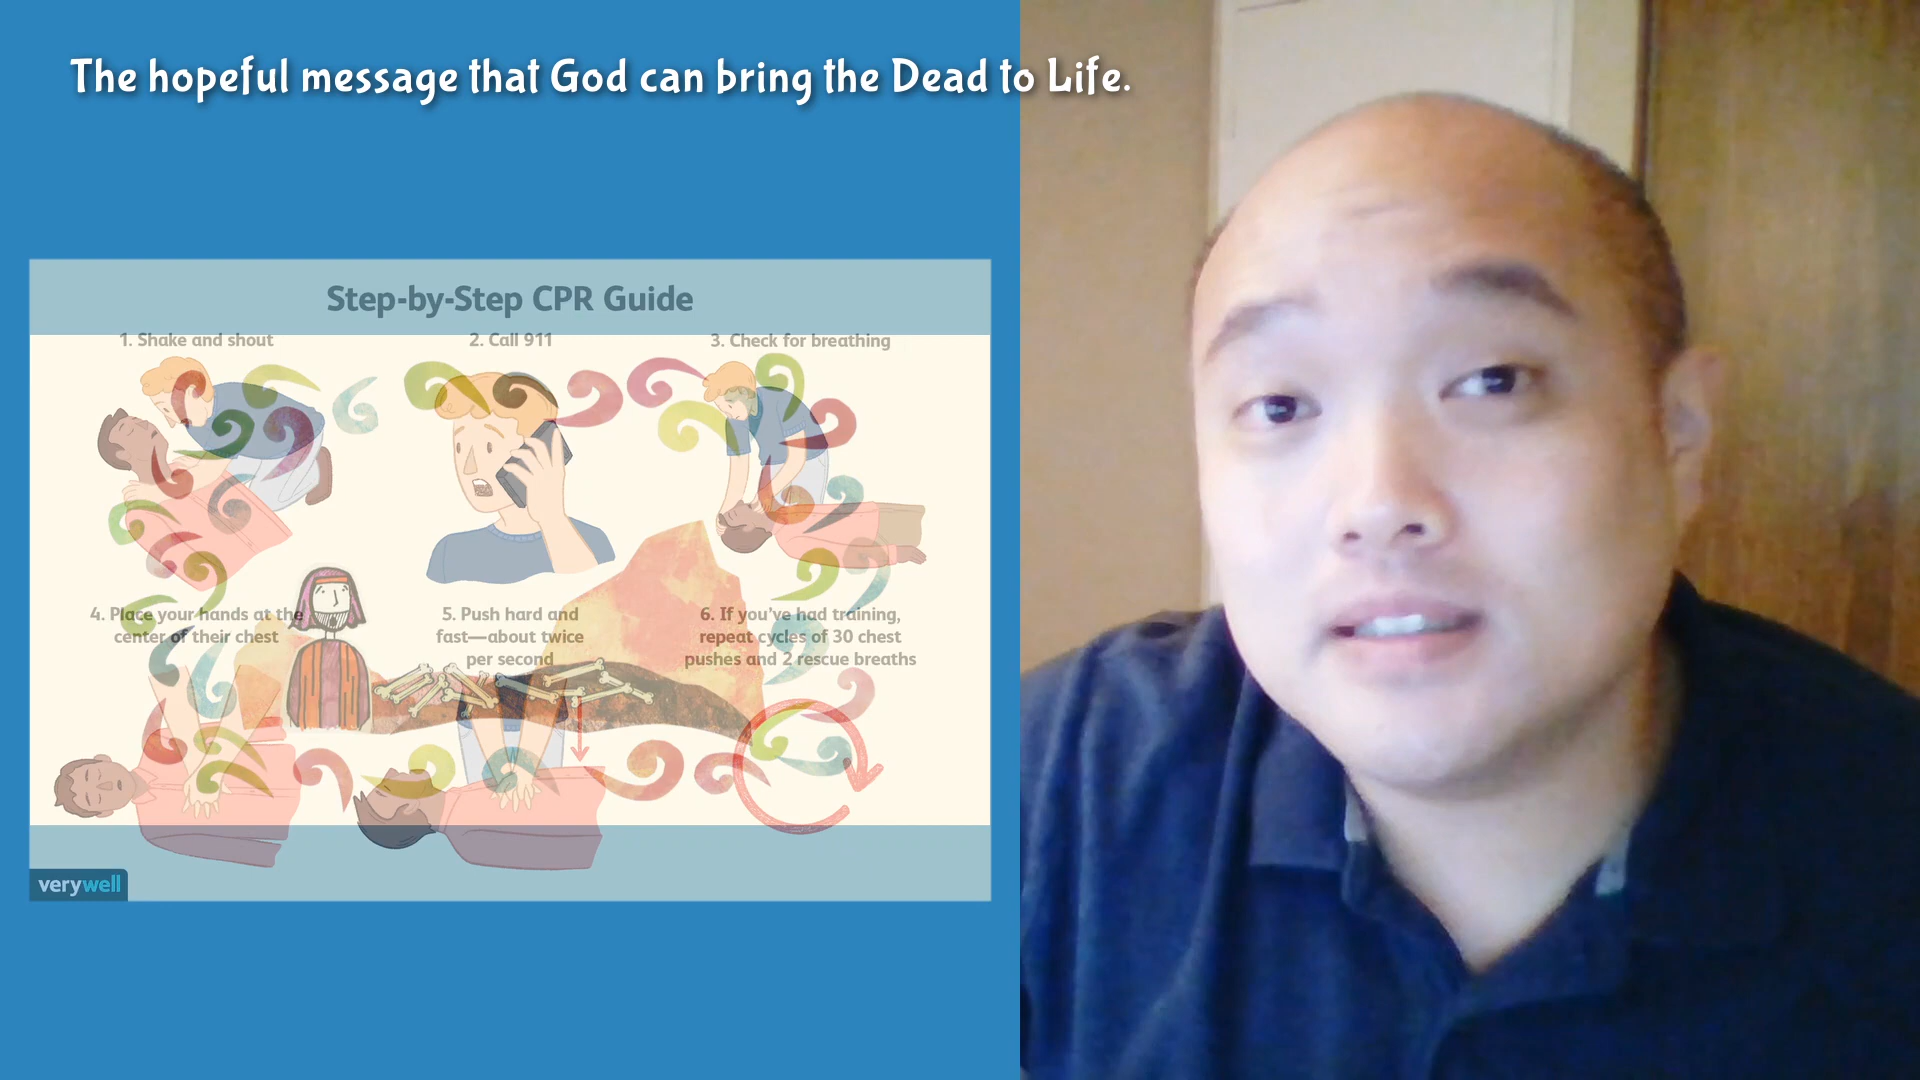 The hopeful message that God can bring the Dead to Life.
Step-by-Step CPR Guide
1. Shake and shout
2. Call 911
3. Check for breathing
4. Place your hands at the
center of their chest
5. Push hard and
fast—about twice
per second
6. If you've had training,
repeat cycles of 30 chest
pushes and 2 rescue breaths
verywell